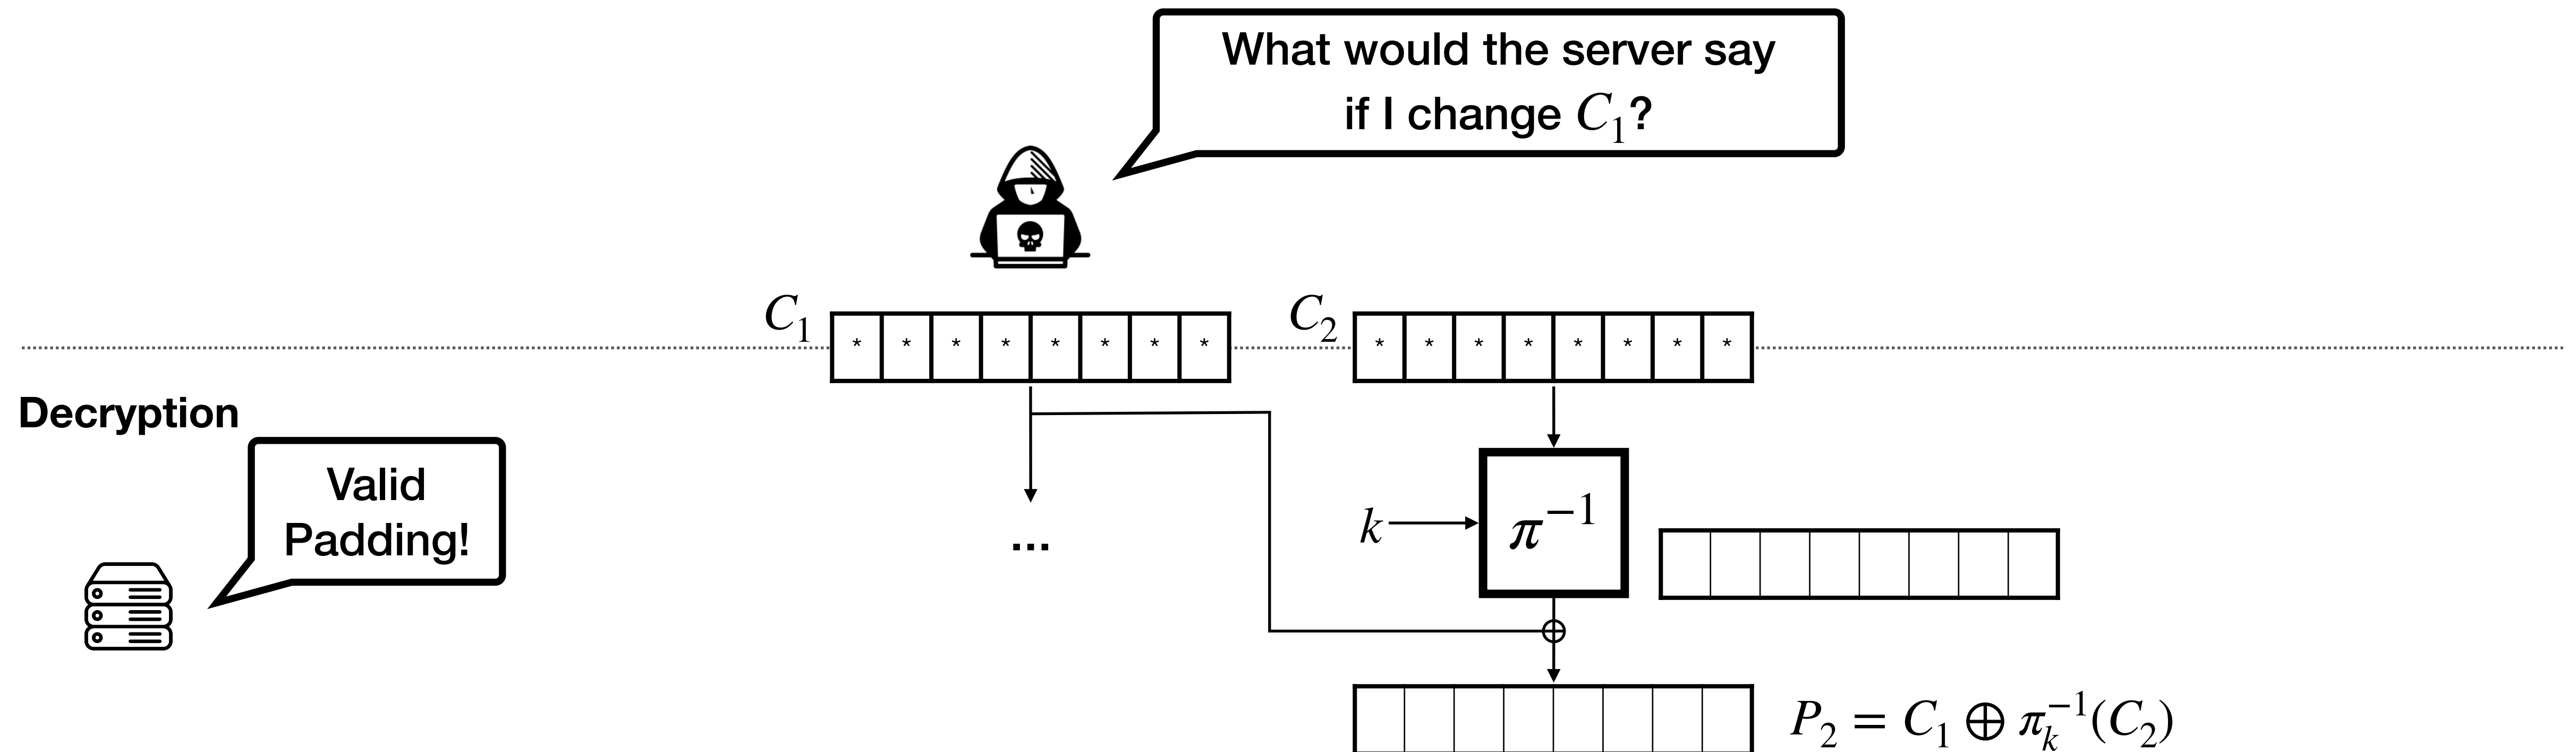 What would the server say
if I change C₁?
C₁ * * * * * * * *
C₂ * * * * * * * *
Decryption
Valid
Padding!
...
k
π⁻¹
P₂ = C₁ ⊕ πₖ⁻¹(C₂)